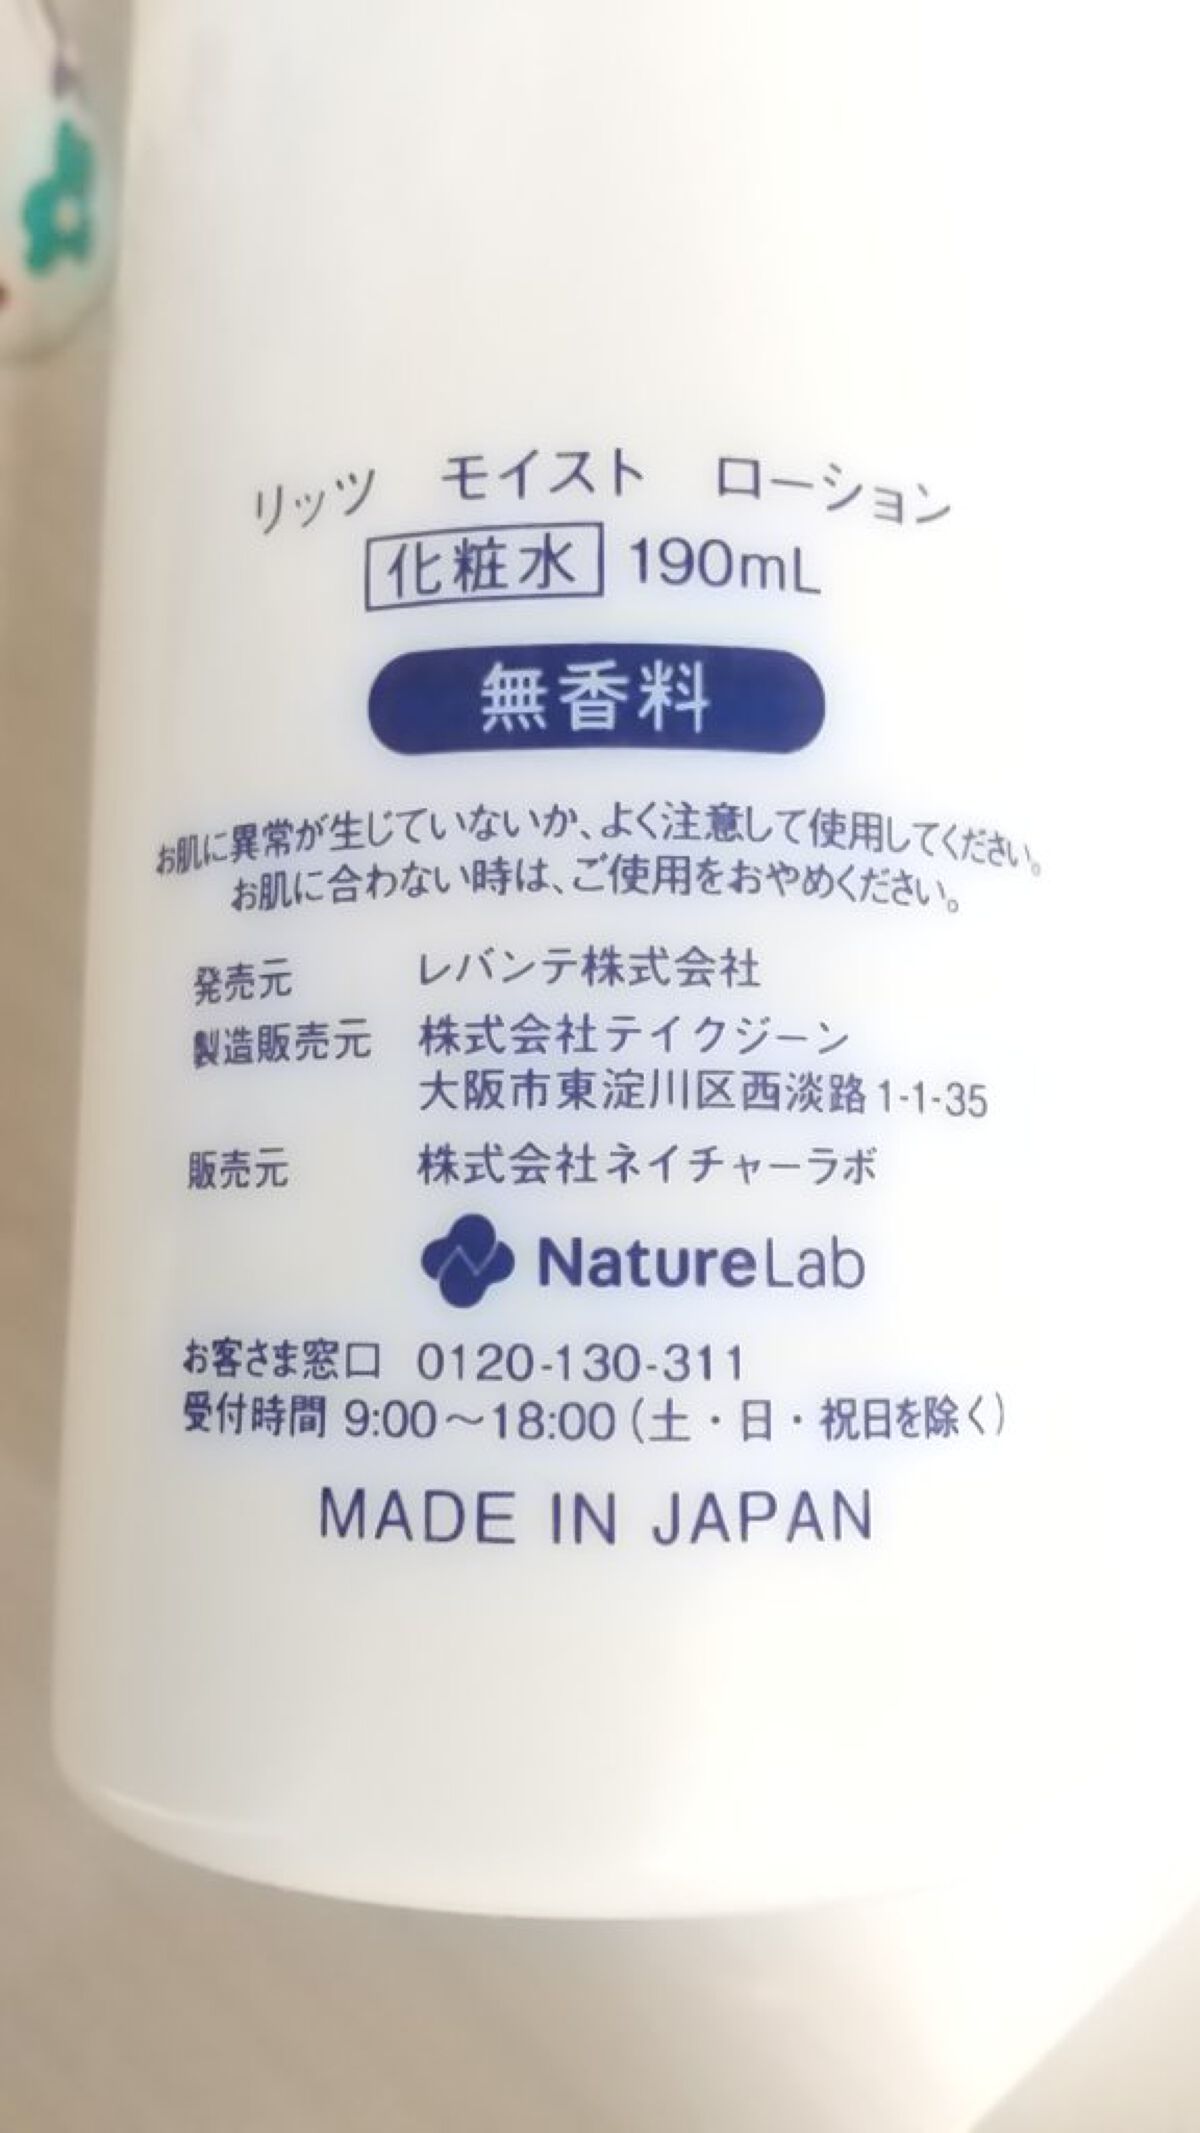 リッツ モイスト ローション
化粧水 190mL
無香料
お肌に異常が生じていないか、よく注意して使用してください。
お肌に合わない時は、ご使用をおやめください。
発売元 レバンテ株式会社
製造販売元 株式会社テイクジーン
大阪市東淀川区西淡路1-1-35
販売元 株式会社ネイチャーラボ
NatureLab
お客さま窓口 0120-130-311
受付時間 9:00～18:00(土・日・祝日を除く)
MADE IN JAPAN